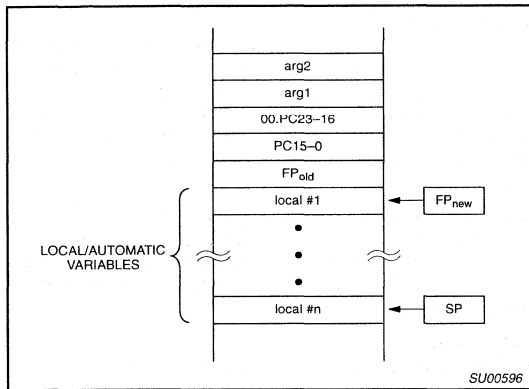 arg2
arg1
00.PC23–16
PC15–0
FPold
local #1
FPnew
LOCAL/AUTOMATIC
VARIABLES
local #n
SP
SU00596